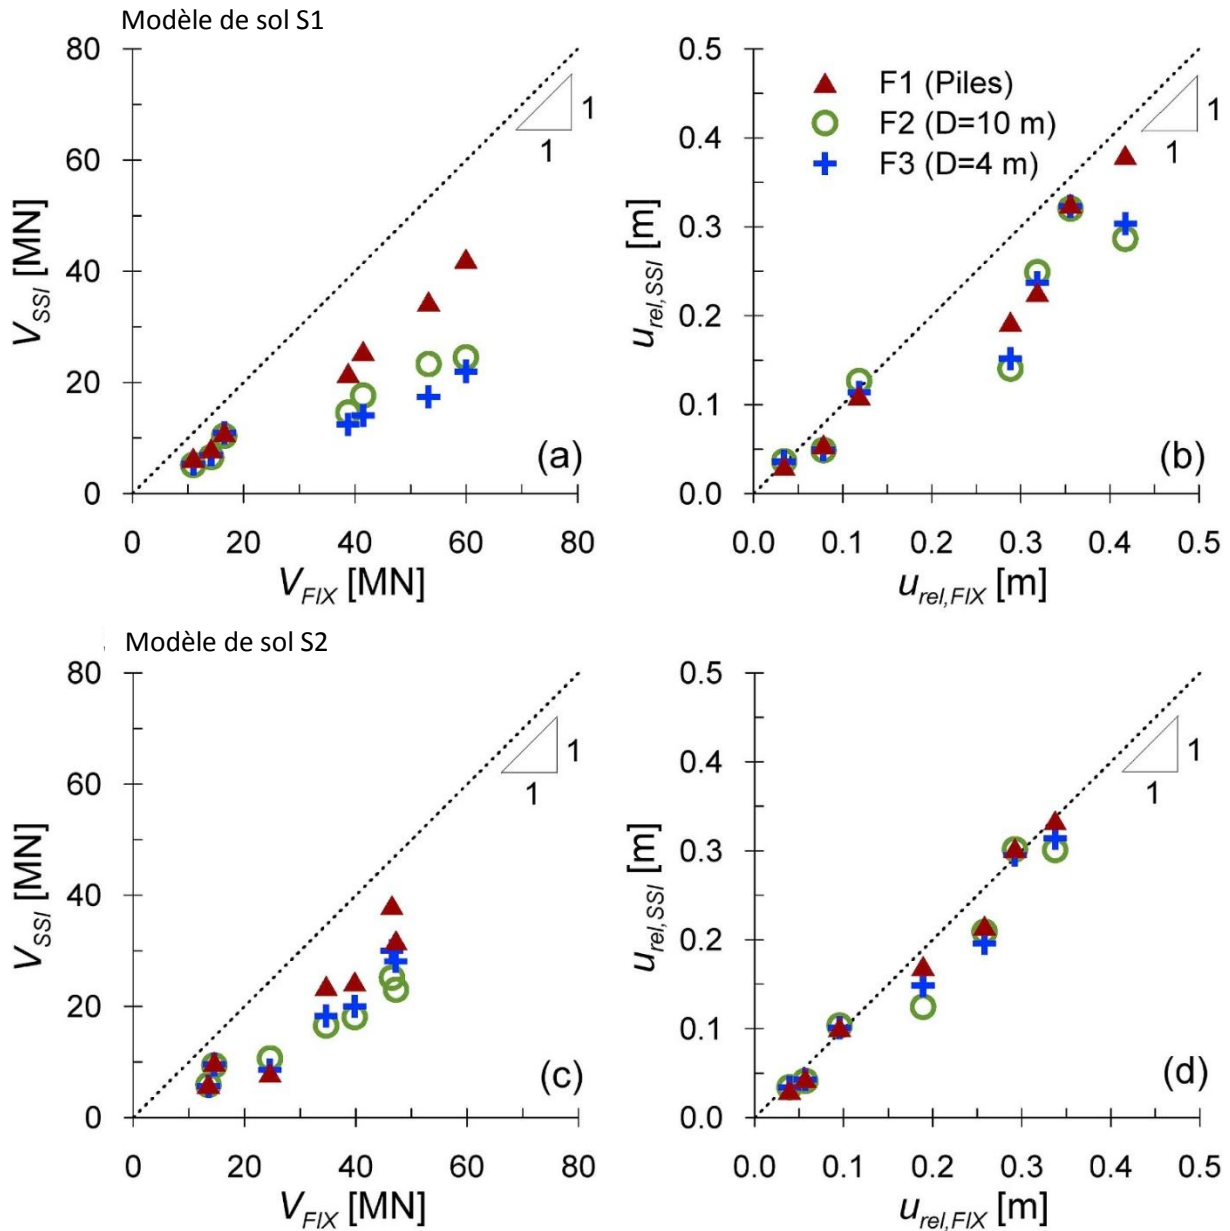 Modèle de sol S1
80
60
40
20
0
V_SSI [MN]
0 20 40 60 80
V_FIX [MN]
1
1
(a)
0.5
0.4
0.3
0.2
0.1
0.0
u_rel,SSI [m]
0.0 0.1 0.2 0.3 0.4 0.5
u_rel,FIX [m]
F1 (Piles)
F2 (D=10 m)
F3 (D=4 m)
1
1
(b)
Modèle de sol S2
80
60
40
20
0
V_SSI [MN]
0 20 40 60 80
V_FIX [MN]
1
1
(c)
0.5
0.4
0.3
0.2
0.1
0.0
u_rel,SSI [m]
0.0 0.1 0.2 0.3 0.4 0.5
u_rel,FIX [m]
1
1
(d)